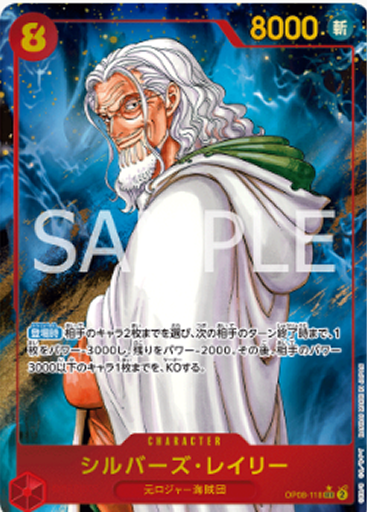 8
8000 斬
SAMPLE
登場時 相手のキャラ2枚までを選び、次の相手のターン終了時まで、1
枚をパワー-3000し、残りをパワー-2000。その後、相手のパワー
3000以下のキャラ1枚までを、KOする。
CHARACTER
シルバーズ・レイリー
元ロジャー海賊団
OP08-118 SEC 2